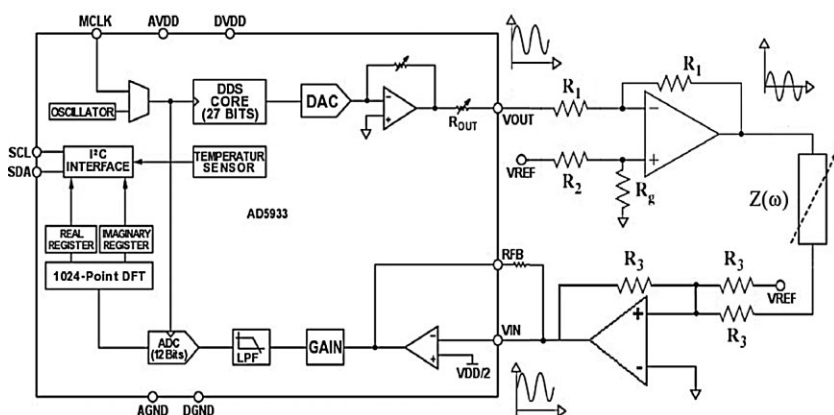 MCLK
AVDD
DVDD
OSCILLATOR
DDS
CORE
(27 BITS)
DAC
ROUT
VOUT
R1
R1
VREF
R2
Rg
Z(ω)
SCL
SDA
I²C
INTERFACE
TEMPERATUR
SENSOR
AD5933
REAL
REGISTER
IMAGINARY
REGISTER
1024-Point DFT
RFB
R3
R3
VREF
R3
ADC
(12 Bits)
LPF
GAIN
VIN
VDD/2
AGND
DGND